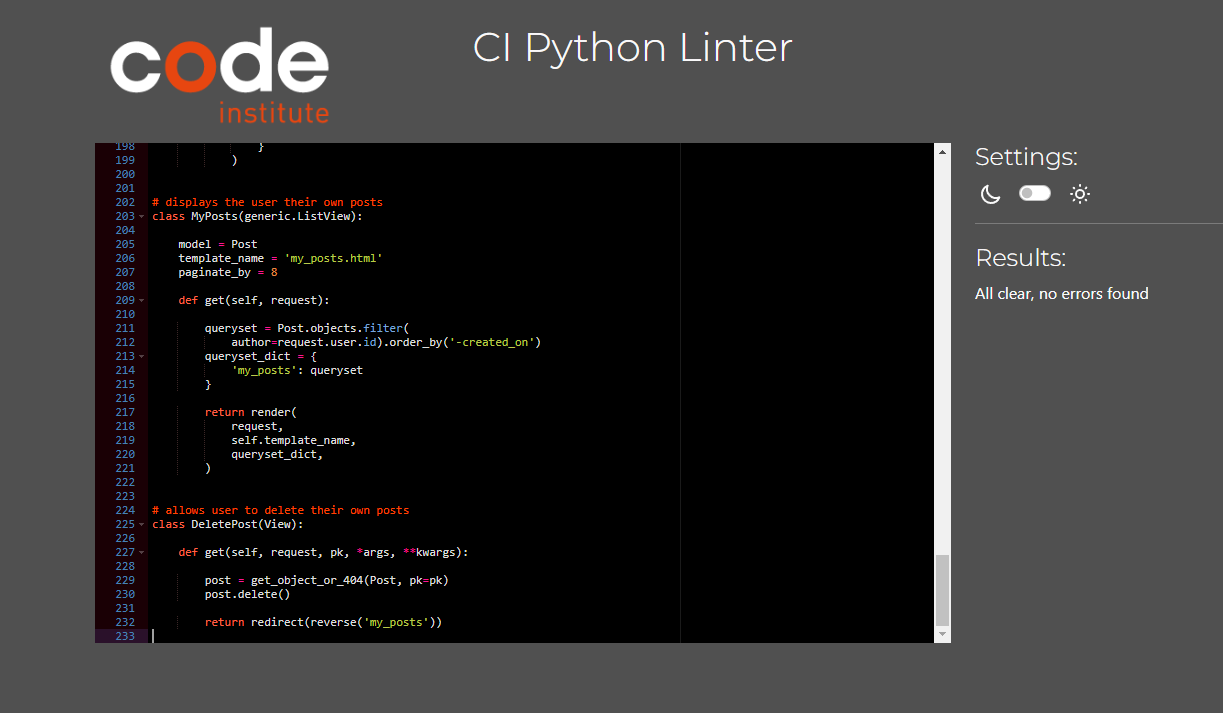 code
institute
CI Python Linter
198 }
199 )
200
201
202 # displays the user their own posts
203 class MyPosts(generic.ListView):
204
205 model = Post
206 template_name = 'my_posts.html'
207 paginate_by = 8
208
209 def get(self, request):
210
211 queryset = Post.objects.filter(
212 author=request.user.id).order_by('-created_on')
213 queryset_dict = {
214 'my_posts': queryset
215 }
216
217 return render(
218 request,
219 self.template_name,
220 queryset_dict,
221 )
222
223
224 # allows user to delete their own posts
225 class DeletePost(View):
226
227 def get(self, request, pk, *args, **kwargs):
228
229 post = get_object_or_404(Post, pk=pk)
230 post.delete()
231
232 return redirect(reverse('my_posts'))
233
Settings:
Results:
All clear, no errors found